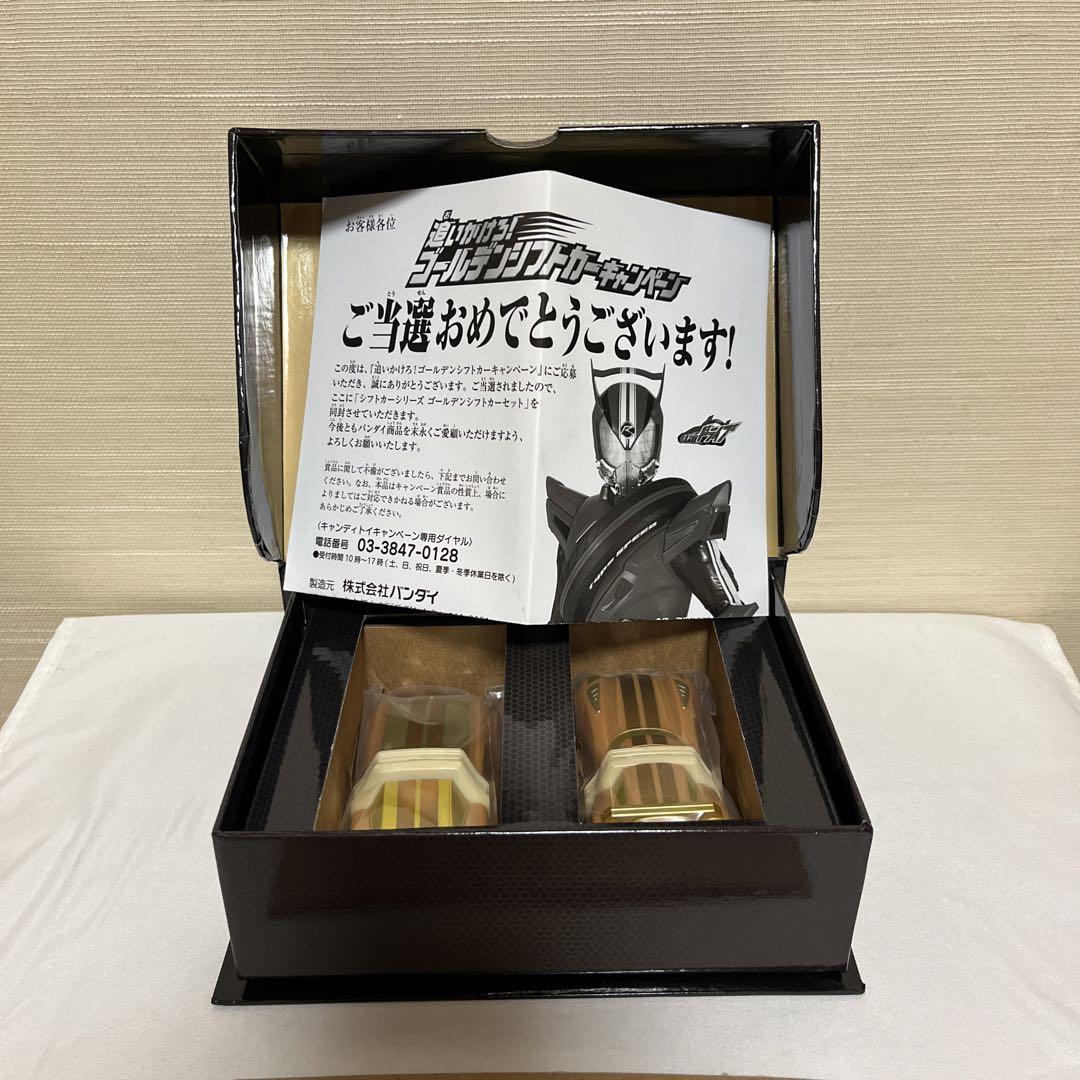 お客様各位
追いかけろ!
ゴールデンシフトカーキャンペーン
ご当選おめでとうございます!
この度は、「追いかけろ!ゴールデンシフトカーキャンペーン」にご応募
いただき、誠にありがとうございます。ご当選されましたので、
ここに「シフトカーシリーズ ゴールデンシフトカーセット」を
同封させていただきます。
今後ともバンダイ商品を末永くご愛顧いただけますよう、
よろしくお願いいたします。
賞品に関して不備がございましたら、下記までお問い合わせ
ください。なお、本品はキャンペーン賞品の性質上、場合に
よりましてはご対応できかねる場合がございます。
あらかじめご了承ください。
〈キャンディトイキャンペーン専用ダイヤル〉
電話番号 03-3847-0128
●受付時間10時〜17時(土、日、祝日、夏季・冬季休業日を除く)
製造元 株式会社バンダイ